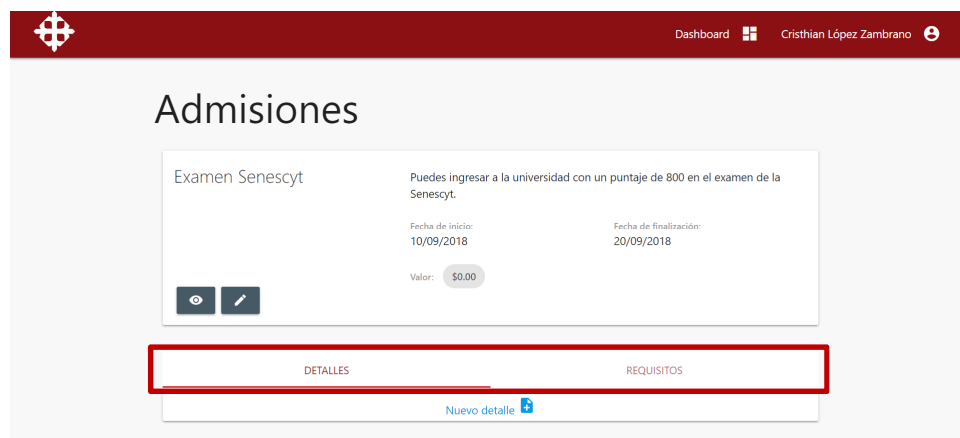 Dashboard Cristhian López Zambrano
Admisiones
Examen Senescyt
Puedes ingresar a la universidad con un puntaje de 800 en el examen de la
Senescyt.
Fecha de inicio: Fecha de finalización:
10/09/2018 20/09/2018
Valor: $0.00
DETALLES REQUISITOS
Nuevo detalle